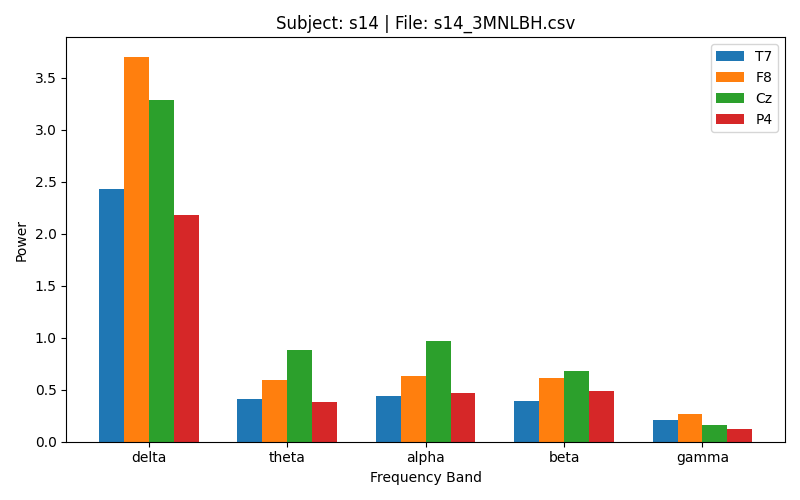 Subject: s14 | File: s14_3MNLBH.csv
T7
F8
Cz
P4
Power
3.5
3.0
2.5
2.0
1.5
1.0
0.5
0.0
delta theta alpha beta gamma
Frequency Band